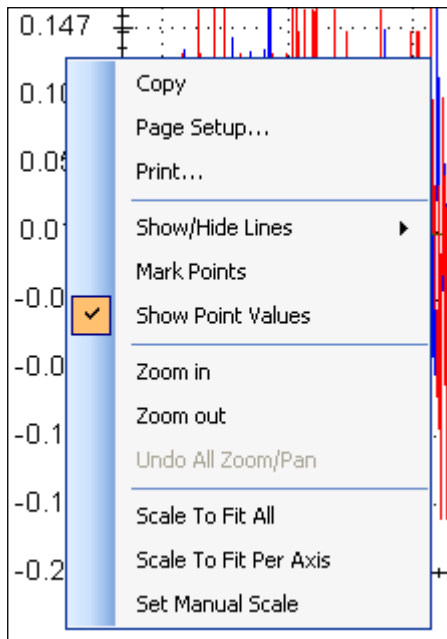 0.147
Copy
Page Setup...
Print...
Show/Hide Lines
Mark Points
Show Point Values
Zoom in
Zoom out
Undo All Zoom/Pan
Scale To Fit All
Scale To Fit Per Axis
Set Manual Scale